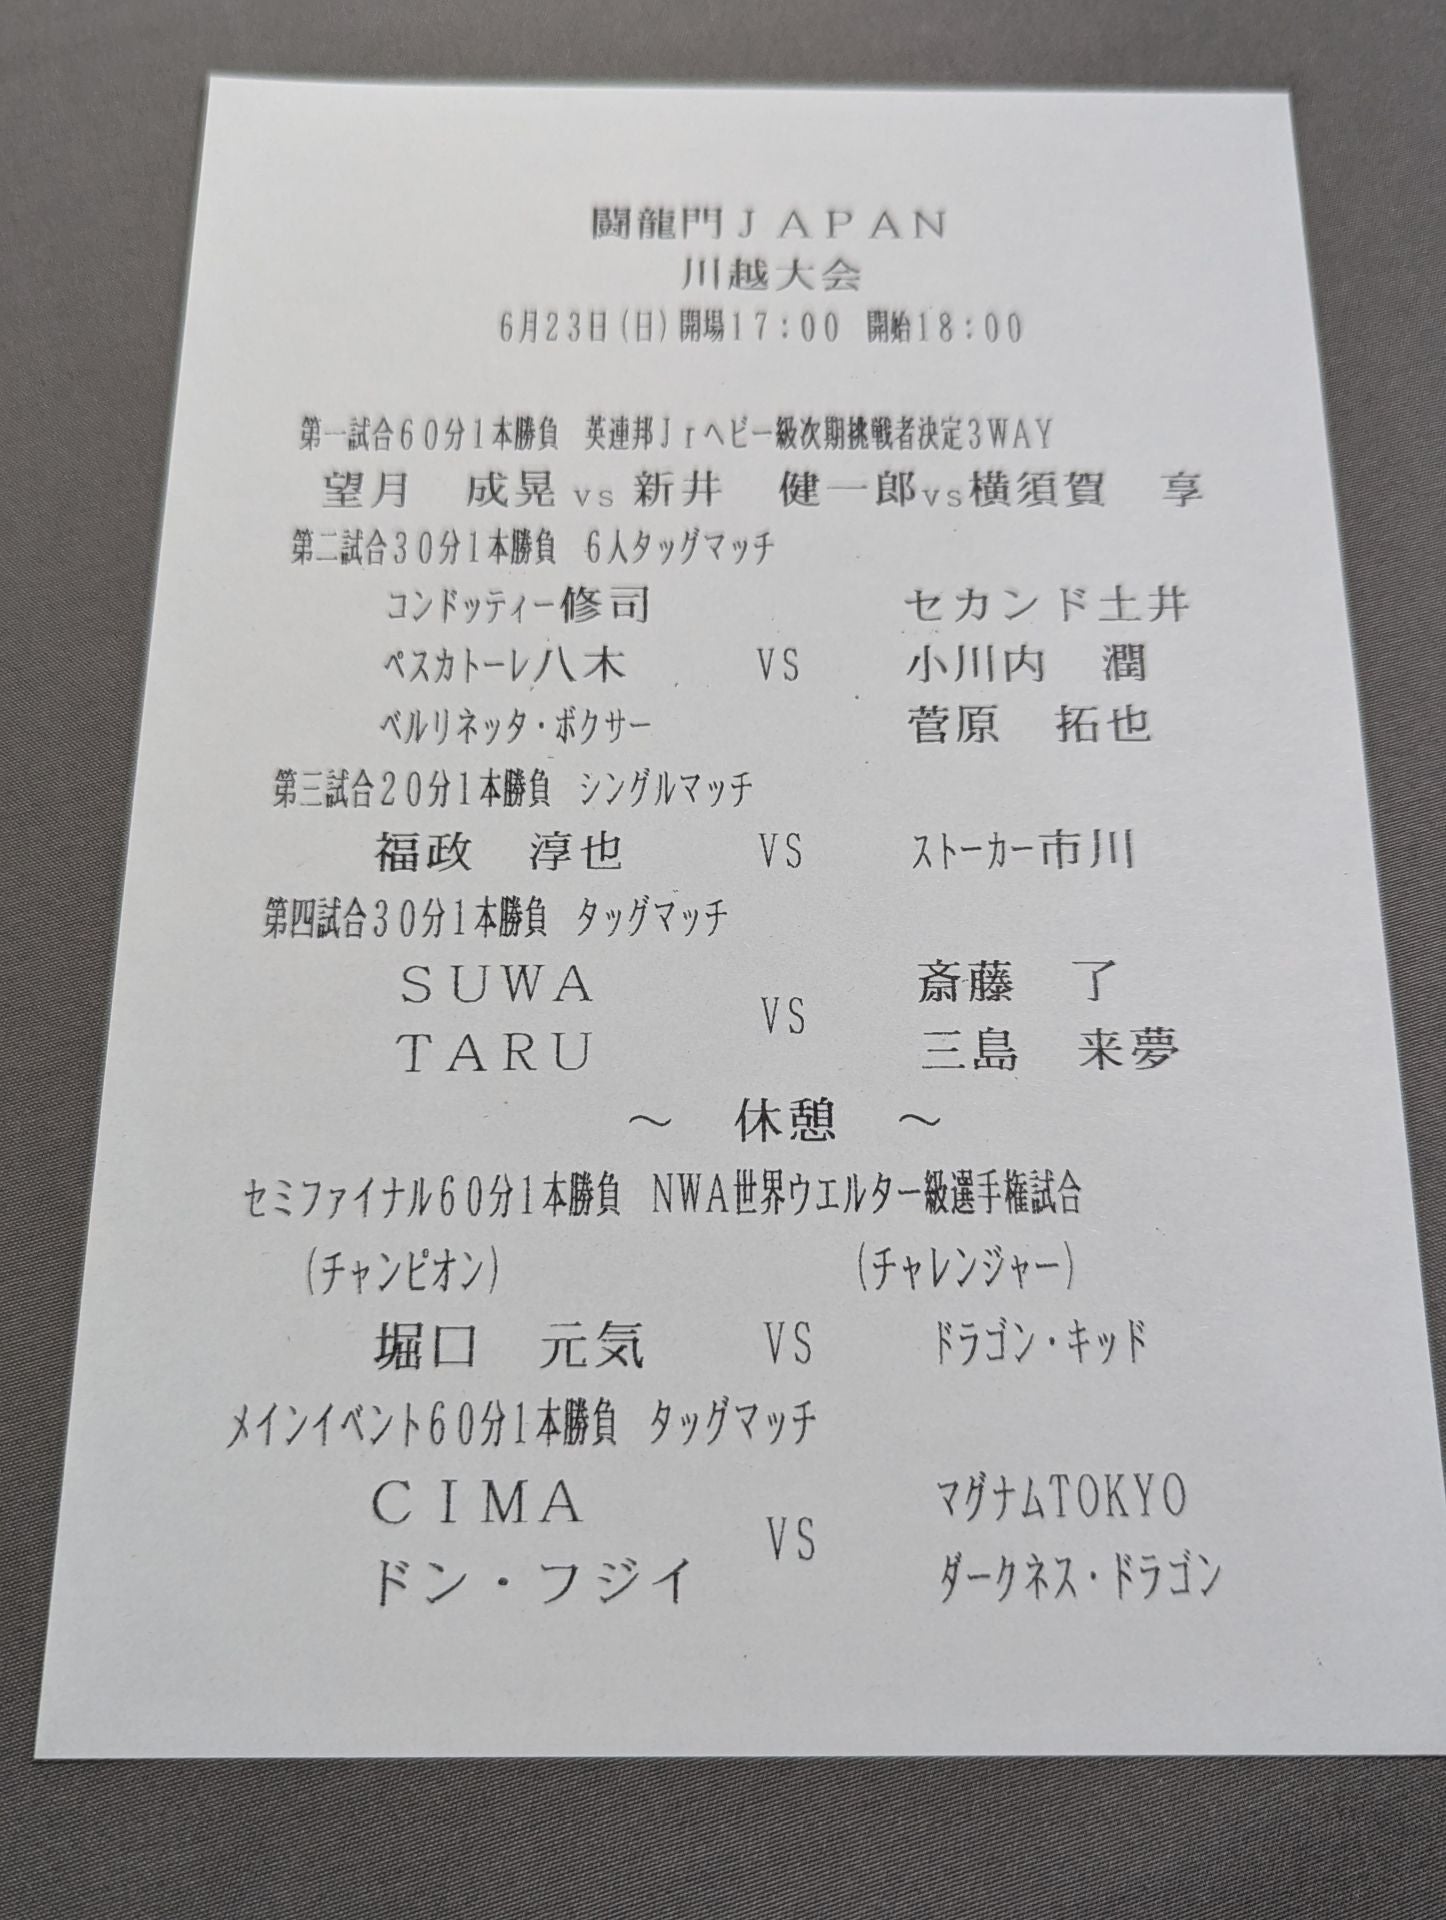 闘龍門ＪＡＰＡＮ
川越大会
6月23日(日)開場17：00　開始18：00
第一試合60分1本勝負　英連邦Ｊｒヘビー級次期挑戦者決定3WAY
望月　成晃vs新井　健一郎vs横須賀　享
第二試合30分1本勝負　6人タッグマッチ
コンドッティー修司　セカンド土井
ペスカトーレ八木　VS　小川内　潤
ベルリネッタ・ボクサー　菅原　拓也
第三試合20分1本勝負　シングルマッチ
福政　淳也　VS　ストーカー市川
第四試合30分1本勝負　タッグマッチ
ＳＵＷＡ　斎藤　了
VS
ＴＡＲＵ　三島　来夢
～　休憩　～
セミファイナル60分1本勝負　NWA世界ウエルター級選手権試合
(チャンピオン)　(チャレンジャー)
堀口　元気　VS　ドラゴン・キッド
メインイベント60分1本勝負　タッグマッチ
ＣＩＭＡ　マグナムTOKYO
VS
ドン・フジイ　ダークネス・ドラゴン